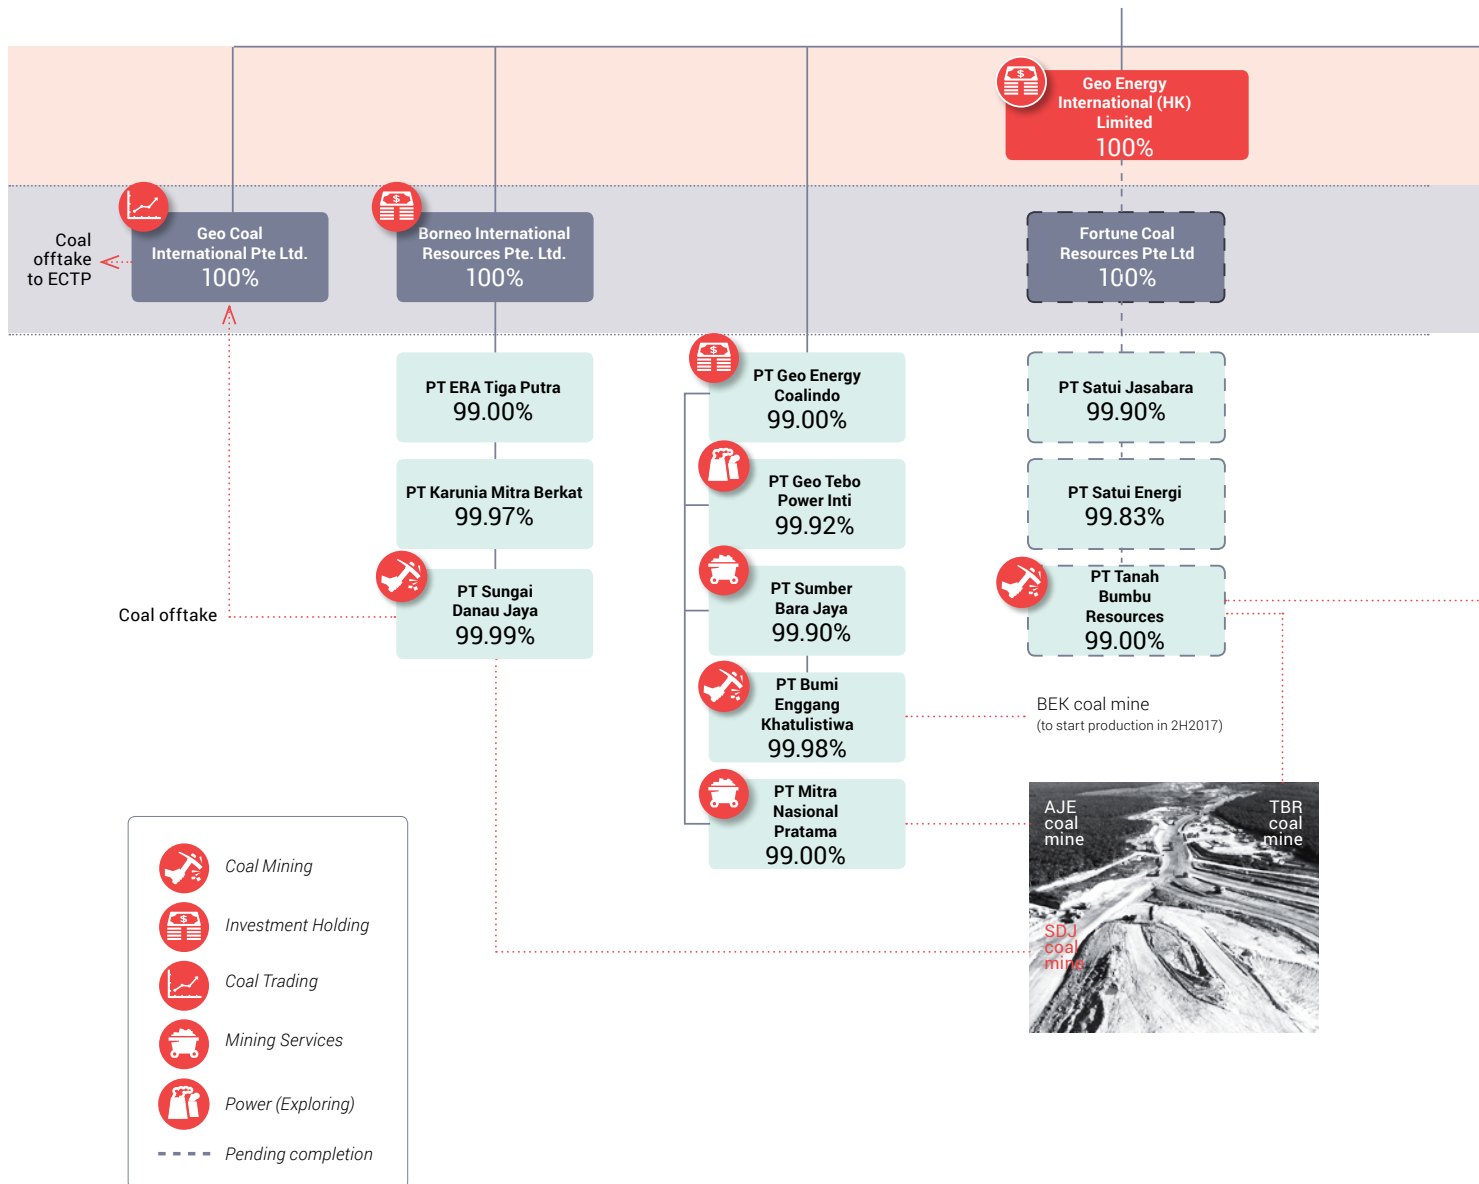 Geo Energy
International (HK)
Limited
100%
Coal
offtake
to ECTP
Geo Coal
International Pte Ltd.
100%
Borneo International
Resources Pte. Ltd.
100%
Fortune Coal
Resources Pte Ltd
100%
PT ERA Tiga Putra
99.00%
PT Karunia Mitra Berkat
99.97%
PT Sungai
Danau Jaya
99.99%
Coal offtake
PT Geo Energy
Coalindo
99.00%
PT Geo Tebo
Power Inti
99.92%
PT Sumber
Bara Jaya
99.90%
PT Bumi
Enggang
Khatulistiwa
99.98%
PT Mitra
Nasional
Pratama
99.00%
PT Satui Jasabara
99.90%
PT Satui Energi
99.83%
PT Tanah
Bumbu
Resources
99.00%
BEK coal mine
(to start production in 2H2017)
AJE
coal
mine
TBR
coal
mine
SDJ
coal
mine
Coal Mining
Investment Holding
Coal Trading
Mining Services
Power (Exploring)
Pending completion